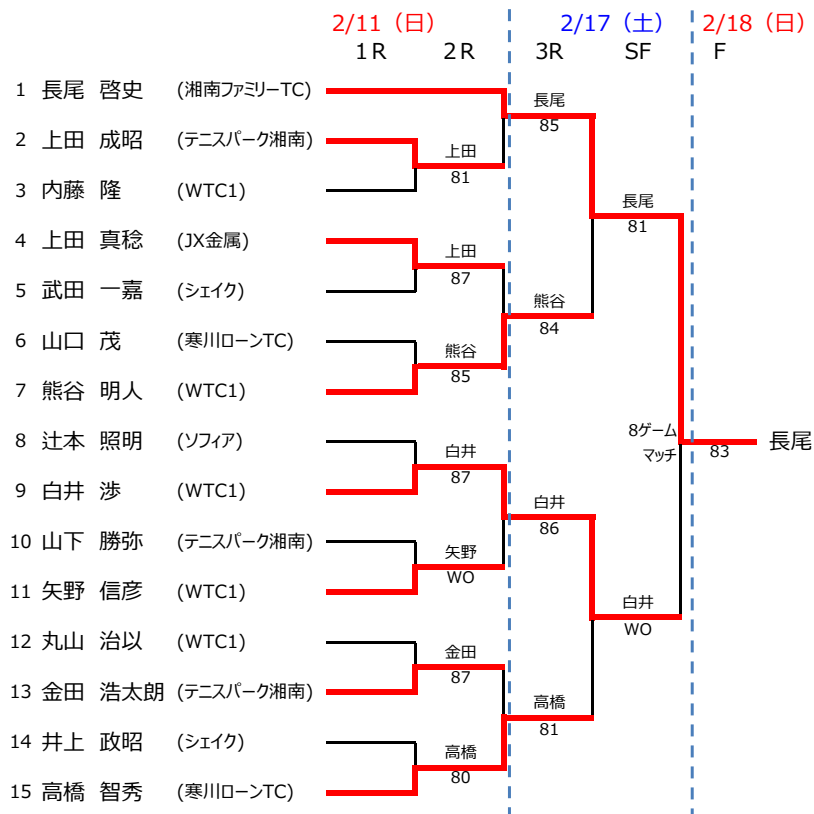 2/11（日） 2/17（土） 2/18（日）
1R 2R 3R SF F
1 長尾 啓史 (湘南ファミリーTC)
長尾
85
2 上田 成昭 (テニスパーク湘南)
上田
81
3 内藤 隆 (WTC1)
長尾
81
4 上田 真稔 (JX金属)
上田
87
5 武田 一嘉 (シェイク)
熊谷
84
6 山口 茂 (寒川ローンTC)
熊谷
85
7 熊谷 明人 (WTC1)
8ゲーム
マッチ
83 長尾
8 辻本 照明 (ソフィア)
白井
87
9 白井 渉 (WTC1)
白井
86
10 山下 勝弥 (テニスパーク湘南)
矢野
WO
11 矢野 信彦 (WTC1)
白井
WO
12 丸山 治以 (WTC1)
金田
87
13 金田 浩太朗 (テニスパーク湘南)
高橋
81
14 井上 政昭 (シェイク)
高橋
80
15 高橋 智秀 (寒川ローンTC)